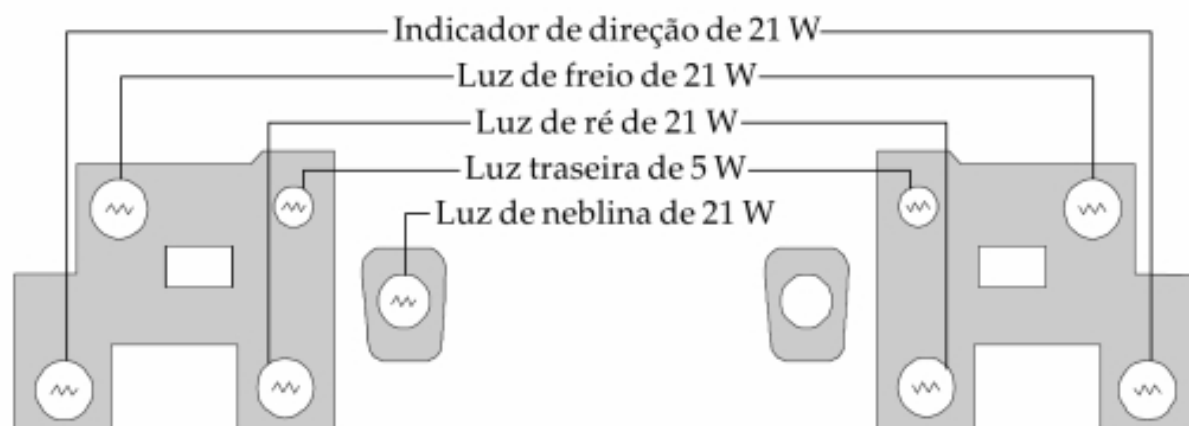 Indicador de direção de 21 W
Luz de freio de 21 W
Luz de ré de 21 W
Luz traseira de 5 W
Luz de neblina de 21 W